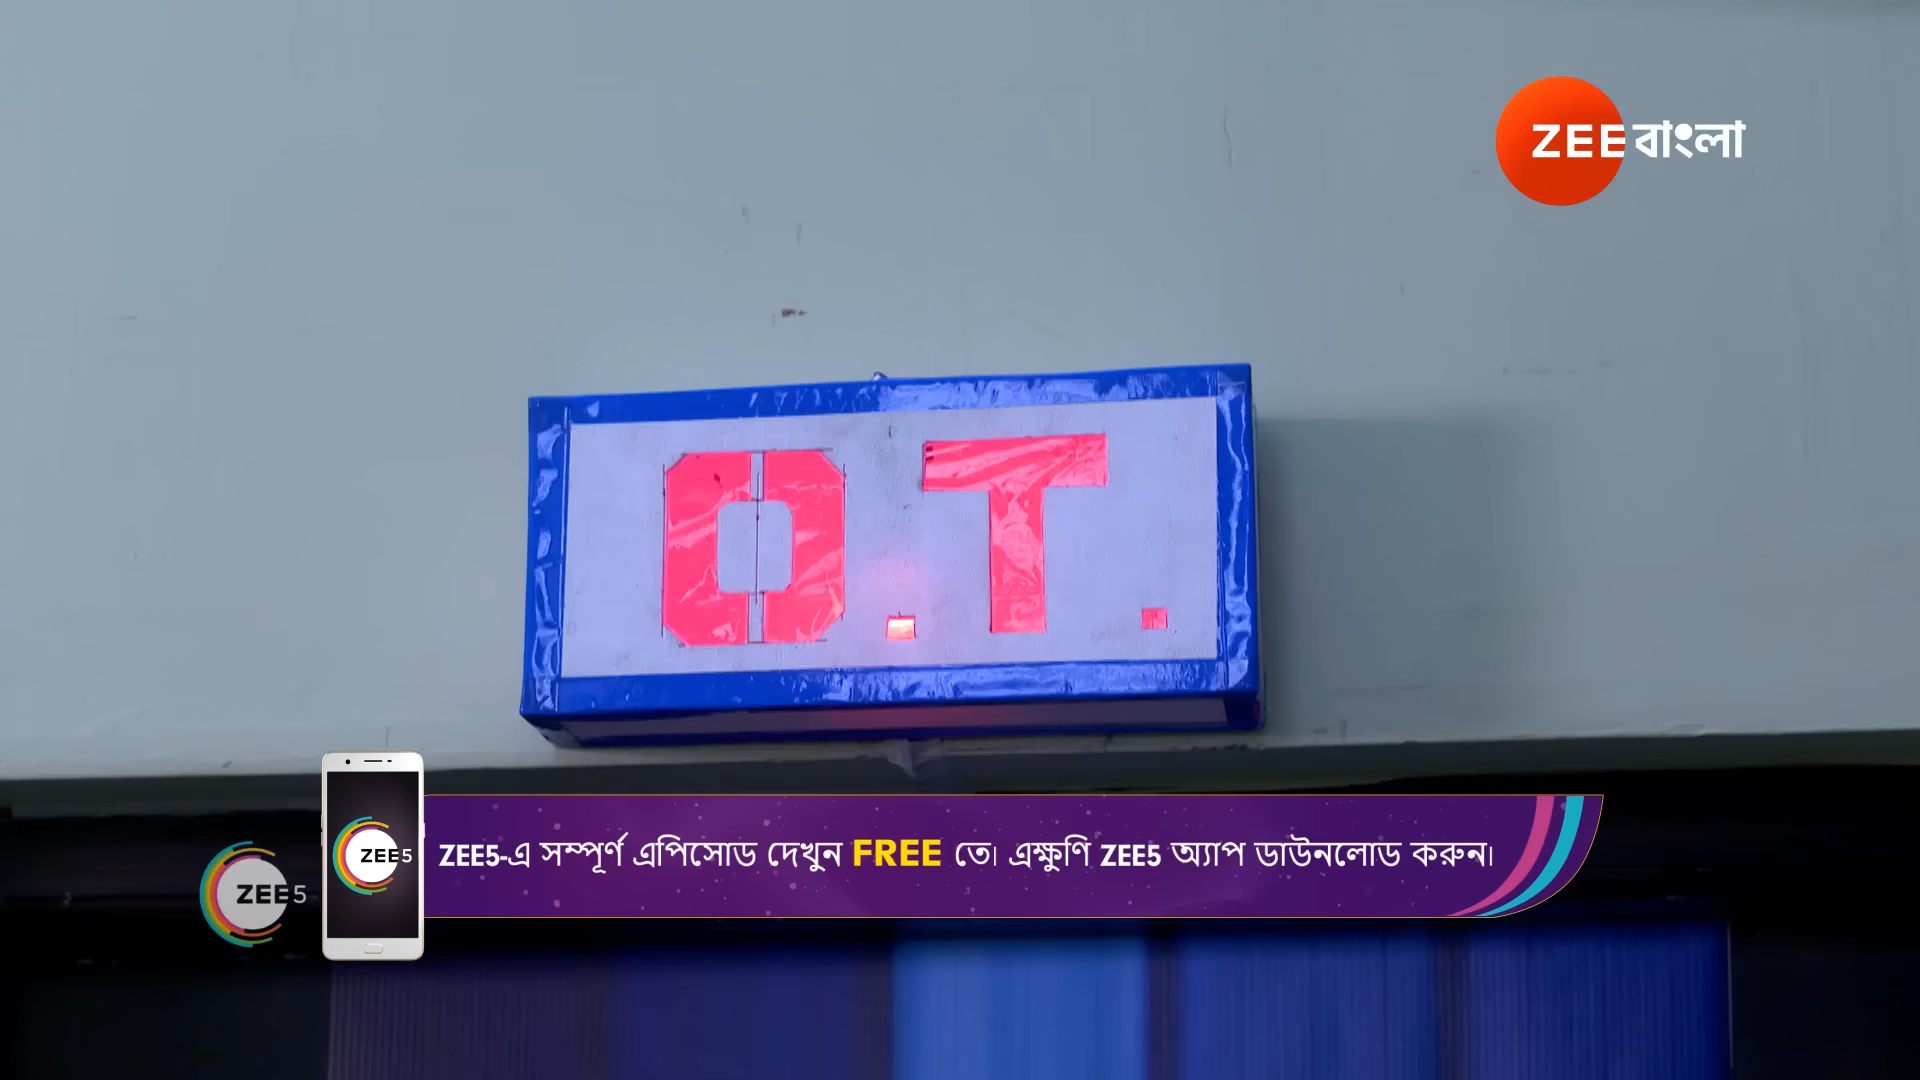 ZEE বাংলা
O.T.
ZEE5
ZEE5-এ সম্পূর্ণ এপিসোড দেখুন FREE তে। এক্ষুণি ZEE5 অ্যাপ ডাউনলোড করুন।
ZEE5